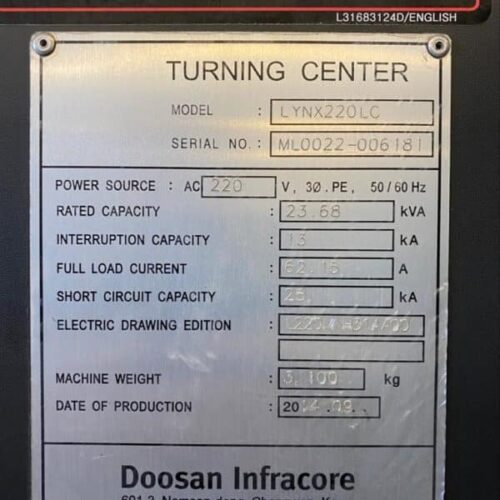 L31683124D/ENGLISH
TURNING CENTER
MODEL : LYNX220LC
SERIAL NO. : ML0022-006181
POWER SOURCE : AC 220 V, 3Ø.PE, 50/60 Hz
RATED CAPACITY : 23.68 kVA
INTERRUPTION CAPACITY : 13 kA
FULL LOAD CURRENT : 62.15 A
SHORT CIRCUIT CAPACITY : 25 kA
ELECTRIC DRAWING EDITION :
MACHINE WEIGHT : 3,100 kg
DATE OF PRODUCTION : 2014.09.
Doosan Infracore